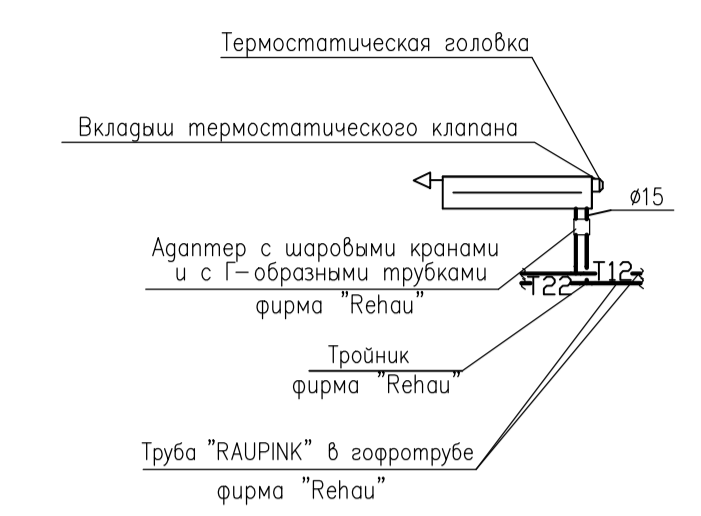 Термостатическая головка
Вкладыш термостатического клапана
ø15
Адаптер с шаровыми кранами
и с Г-образными трубками
фирма "Rehau"
T12
T22
Тройник
фирма "Rehau"
Труба "RAUPINK" в гофротрубе
фирма "Rehau"